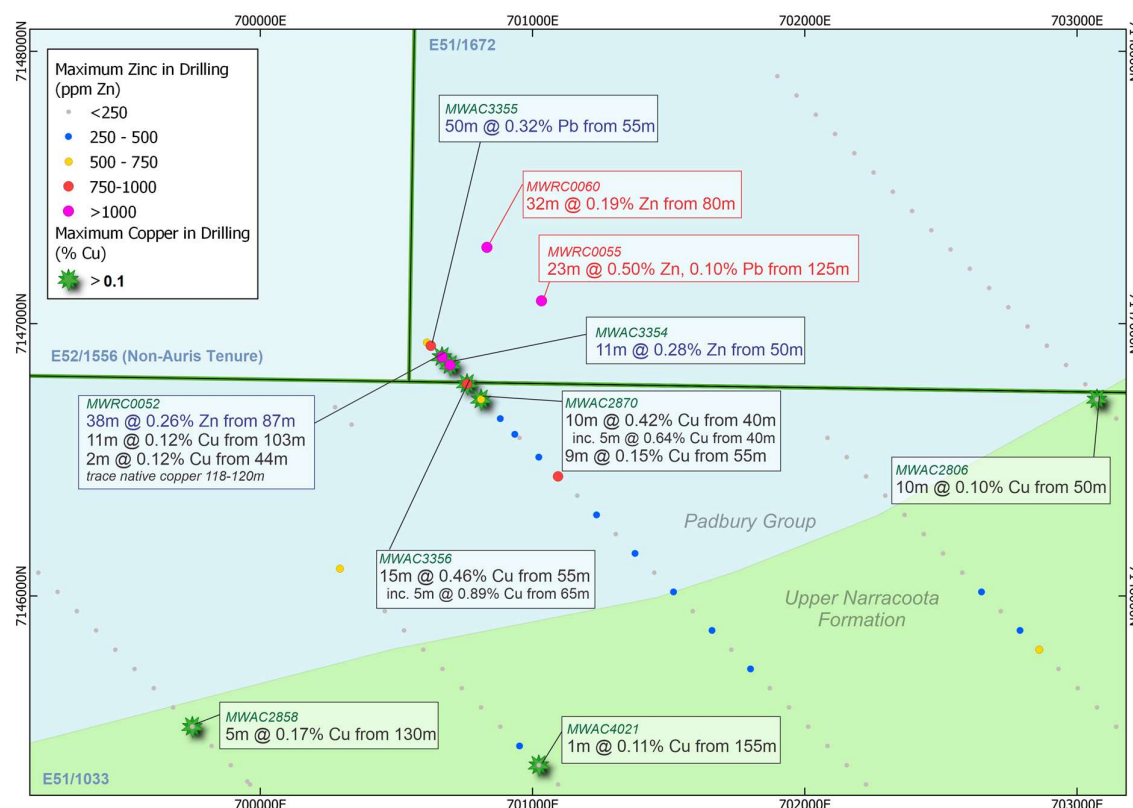 700000E
701000E
702000E
703000E
7148000N
E51/1672
Maximum Zinc in Drilling
(ppm Zn)
<250
250 - 500
500 - 750
750-1000
>1000
Maximum Copper in Drilling
(% Cu)
> 0.1
MWAC3355
50m @ 0.32% Pb from 55m
MWRC0060
32m @ 0.19% Zn from 80m
MWRC0055
23m @ 0.50% Zn, 0.10% Pb from 125m
7147000N
MWAC3354
11m @ 0.28% Zn from 50m
E52/1556 (Non-Auris Tenure)
MWRC0052
38m @ 0.26% Zn from 87m
11m @ 0.12% Cu from 103m
2m @ 0.12% Cu from 44m
trace native copper 118-120m
MWAC2870
10m @ 0.42% Cu from 40m
inc. 5m @ 0.64% Cu from 40m
9m @ 0.15% Cu from 55m
MWAC2806
10m @ 0.10% Cu from 50m
Padbury Group
MWAC3356
15m @ 0.46% Cu from 55m
inc. 5m @ 0.89% Cu from 65m
7146000N
Upper Narracoota
Formation
MWAC2858
5m @ 0.17% Cu from 130m
MWAC4021
1m @ 0.11% Cu from 155m
E51/1033
700000E
701000E
702000E
703000E